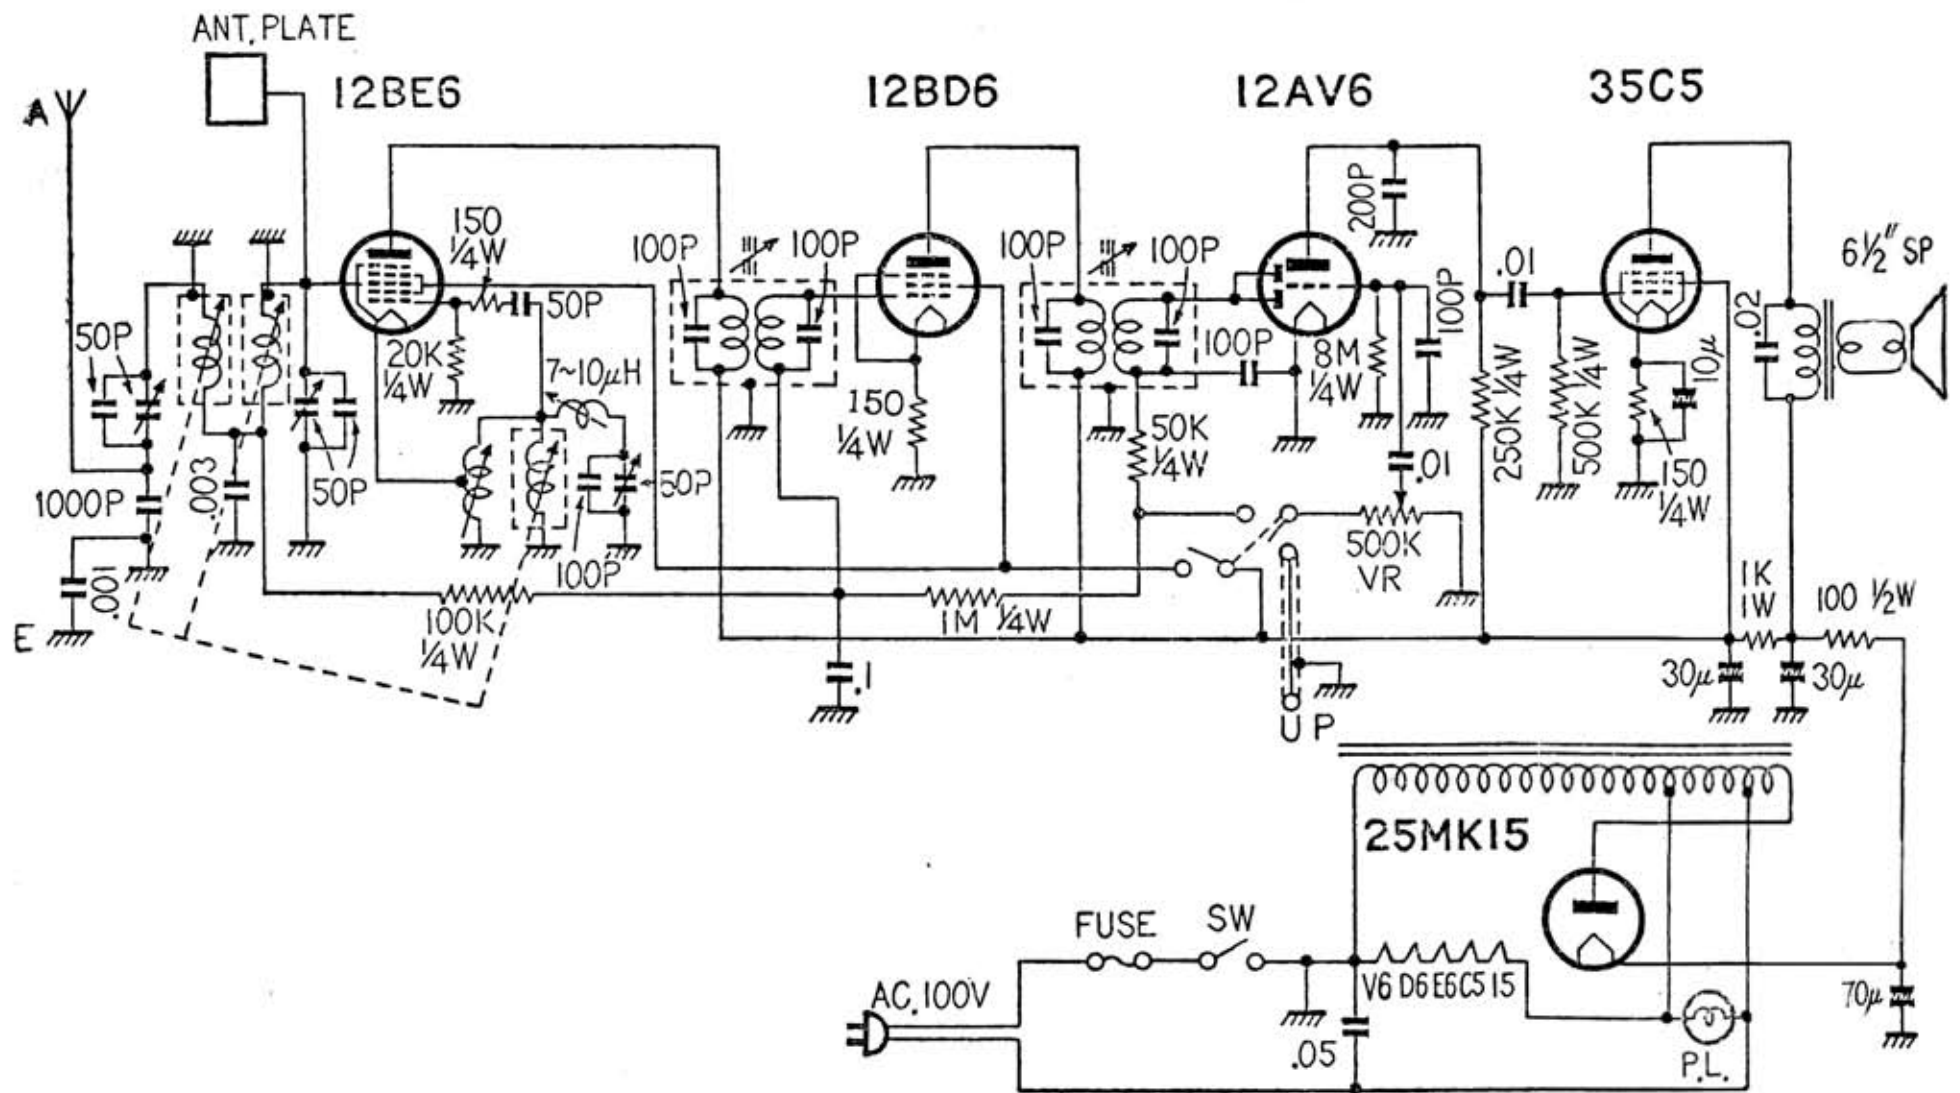 ANT. PLATE
A
12BE6
12BD6
12AV6
35C5
150
1/4W
50P
20K
1/4W
7~10μH
50P
1000P
.003
50P
.001
E
100K
1/4W
100P
50P
100P
100P
150
1/4W
1M 1/4W
.1
100P
100P
100P
50K
1/4W
200P
8M
1/4W
100P
.01
500K
VR
P
.01
250K 1/4W
500K 1/4W
10μ
150
1/4W
.02
6 1/2" SP
1K
1W
100 1/2W
30μ
30μ
25MK15
FUSE
SW
AC.100V
V6 D6 E6 C5 15
.05
P.L.
70μ